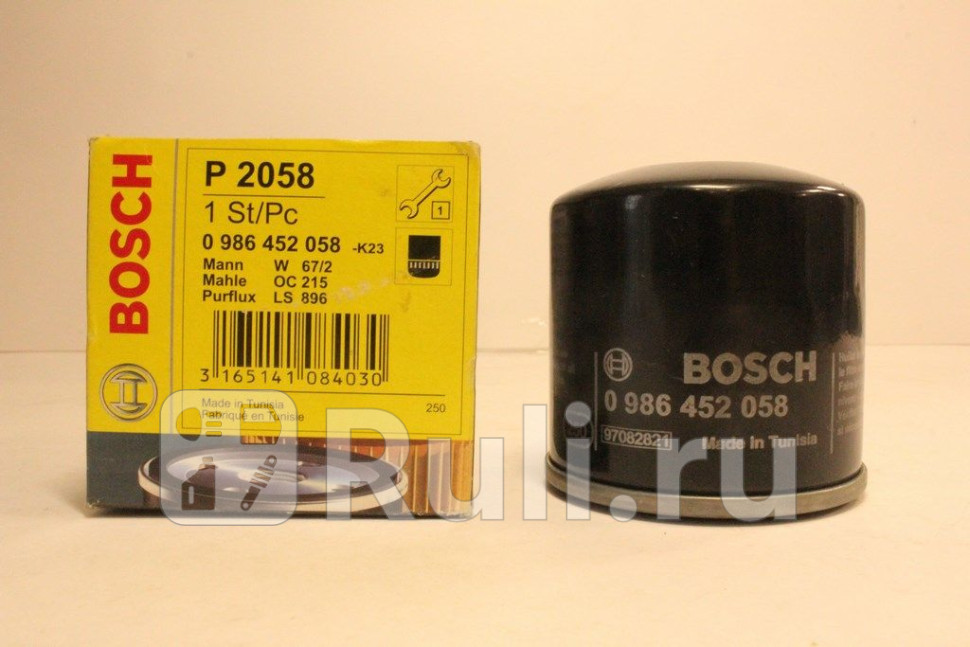 BOSCH
P 2058
1 St/Pc
0 986 452 058 -K23
Mann W 67/2
Mahle OC 215
Purflux LS 896
1
3 165141 084030
Made in Tunisia
Fabriqué en Tunisie
250
BOSCH
0 986 452 058
97082821 Made in Tunisia
Ruli.ru